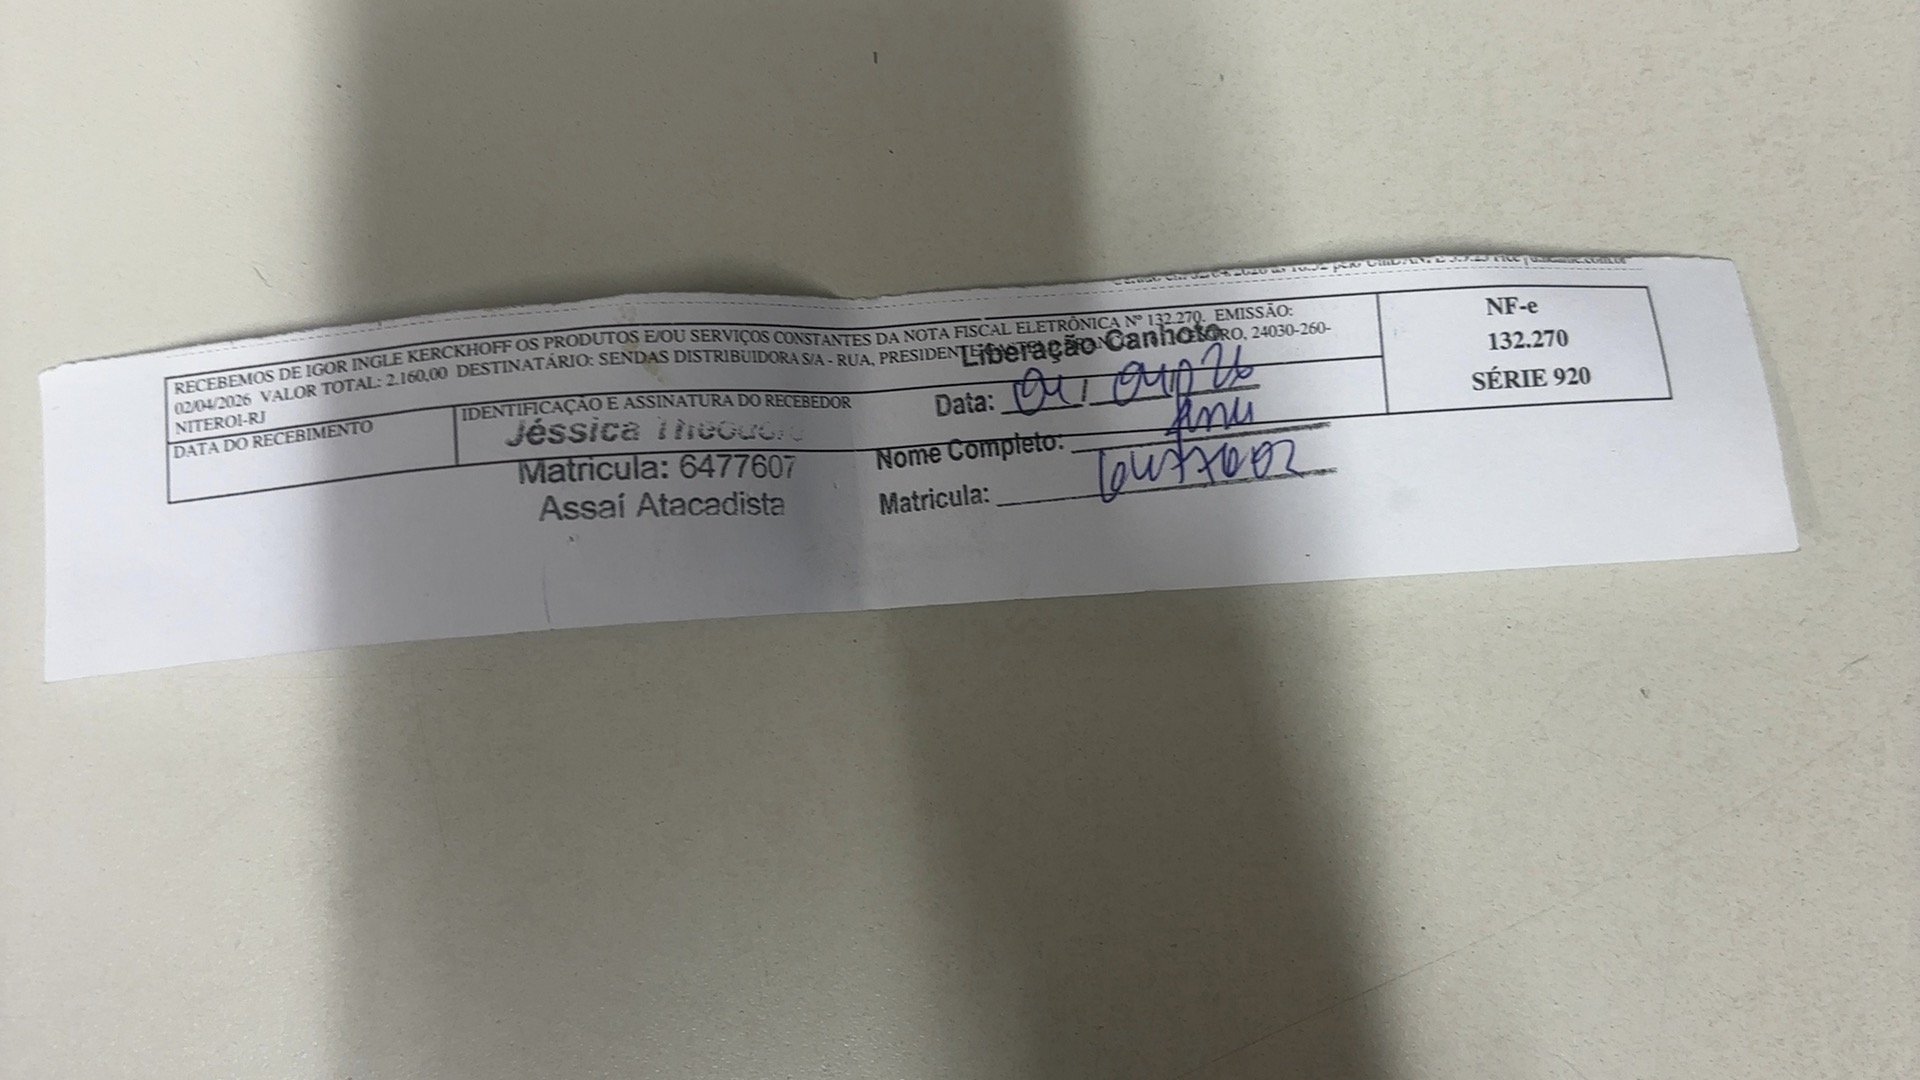 RECEBEMOS DE IGOR INGLE KERCKHOFF OS PRODUTOS E/OU SERVIÇOS CONSTANTES DA NOTA FISCAL ELETRÔNICA Nº 132.270. EMISSÃO:
02/04/2026 VALOR TOTAL: 2.160,00 DESTINATÁRIO: SENDAS DISTRIBUIDORA S/A - RUA, PRESIDENTE 24030-260-
NITEROI-RJ
DATA DO RECEBIMENTO
IDENTIFICAÇÃO E ASSINATURA DO RECEBEDOR
Jéssica
Matricula: 6477607
Assaí Atacadista
Liberação Canhoto
Data:
Nome Completo:
Matricula:
NF-e
132.270
SÉRIE 920